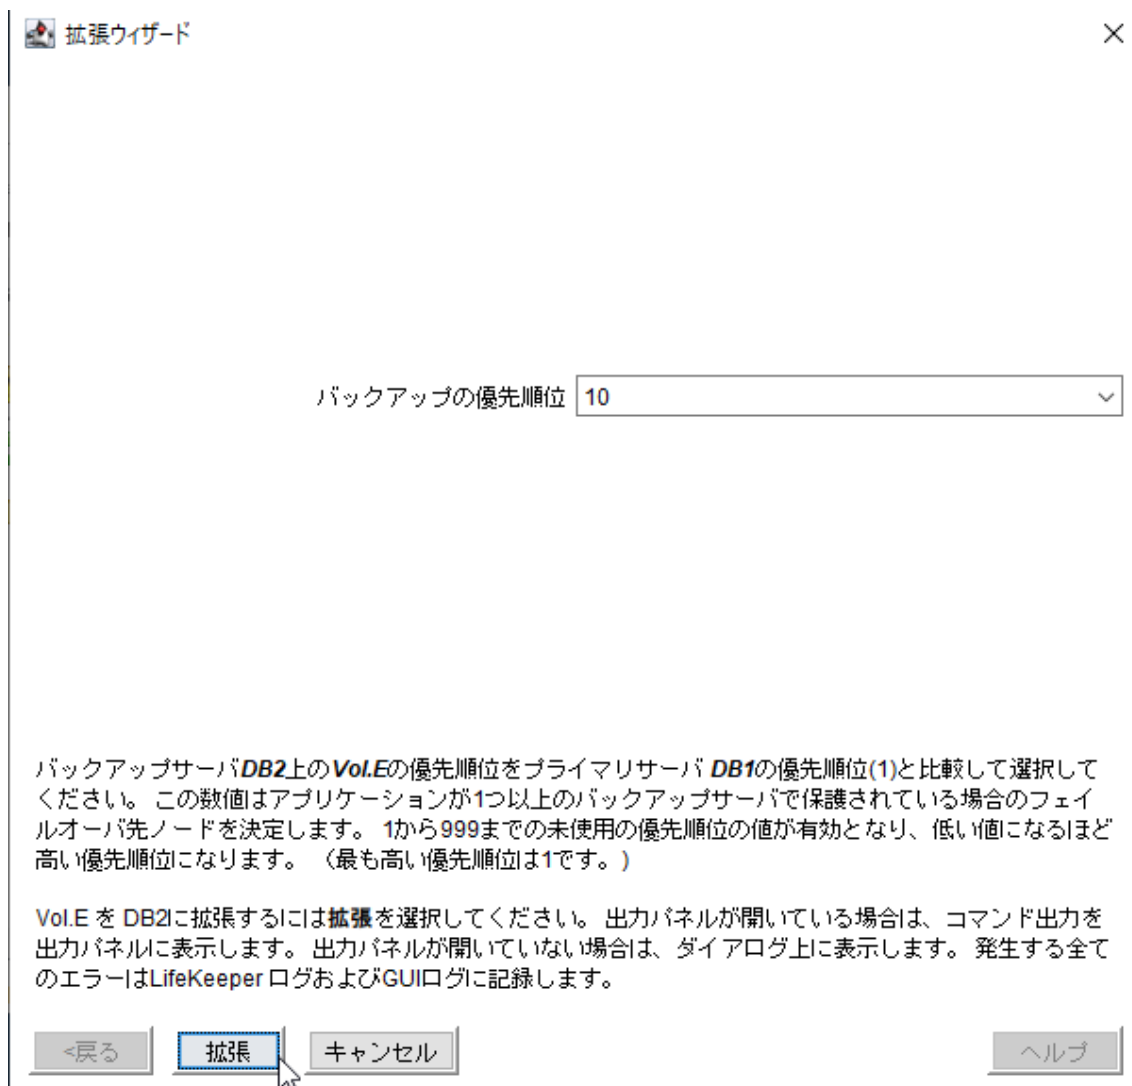 拡張ウィザード
バックアップの優先順位 10
バックアップサーバDB2上のVol.Eの優先順位をプライマリサーバ DB1の優先順位(1)と比較して選択して
ください。 この数値はアプリケーションが1つ以上のバックアップサーバで保護されている場合のフェイ
ルオーバ先ノードを決定します。 1から999までの未使用の優先順位の値が有効となり、低い値になるほど
高い優先順位になります。 （最も高い優先順位は1です。)
Vol.E を DB2に拡張するには拡張を選択してください。 出力パネルが開いている場合は、コマンド出力を
出力パネルに表示します。 出力パネルが開いていない場合は、ダイアログ上に表示します。 発生する全て
のエラーはLifeKeeper ログおよびGUIログに記録します。
<戻る 拡張 キャンセル ヘルプ